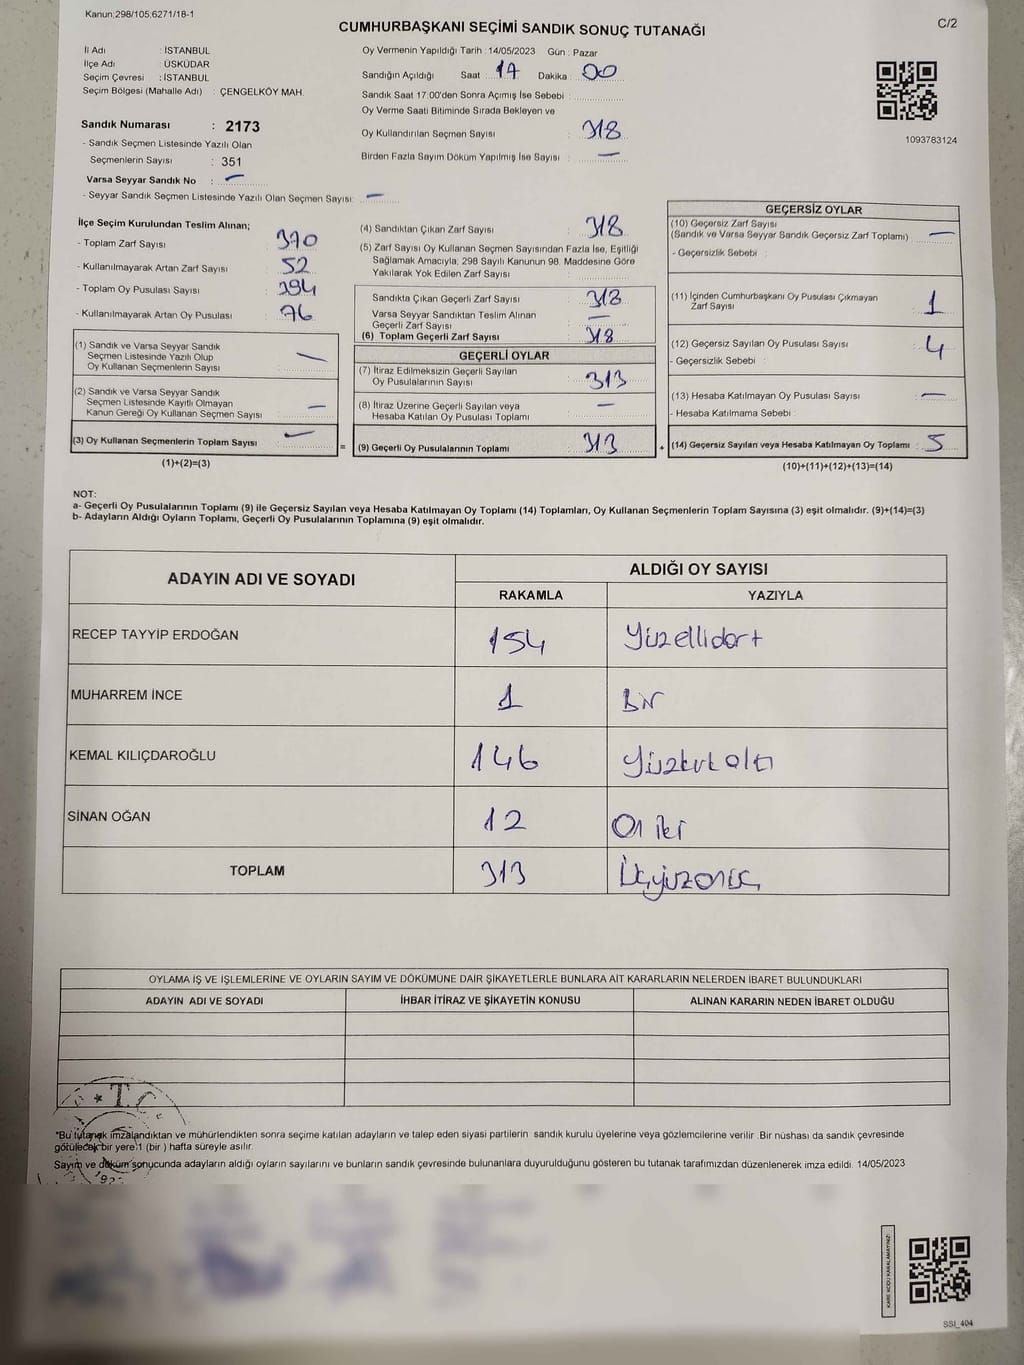 Kanun;298/105;6271/18-1
C/2
CUMHURBAŞKANI SEÇİMİ SANDIK SONUÇ TUTANAĞI
İl Adı : İSTANBUL
İlçe Adı : ÜSKÜDAR
Seçim Çevresi : İSTANBUL
Seçim Bölgesi (Mahalle Adı) : ÇENGELKÖY MAH.
Sandık Numarası : 2173
- Sandık Seçmen Listesinde Yazılı Olan
Seçmenlerin Sayısı : 351
Varsa Seyyar Sandık No : —
- Seyyar Sandık Seçmen Listesinde Yazılı Olan Seçmen Sayısı: —
Oy Vermenin Yapıldığı Tarih : 14/05/2023 Gün : Pazar
Sandığın Açıldığı Saat : 17 Dakika : 00
Sandık Saat 17:00'den Sonra Açımış İse Sebebi :
Oy Verme Saati Bitiminde Sırada Bekleyen ve
Oy Kullandırılan Seçmen Sayısı : 318
Birden Fazla Sayım Döküm Yapılmış İse Sayısı : —
1093783124
İlçe Seçim Kurulundan Teslim Alınan;
- Toplam Zarf Sayısı : 370
- Kullanılmayarak Artan Zarf Sayısı : 52
- Toplam Oy Pusulası Sayısı : 394
- Kullanılmayarak Artan Oy Pusulası : 76
(1) Sandık ve Varsa Seyyar Sandık
Seçmen Listesinde Yazılı Olup
Oy Kullanan Seçmenlerin Sayısı : —
(2) Sandık ve Varsa Seyyar Sandık
Seçmen Listesinde Kayıtlı Olmayan
Kanun Gereği Oy Kullanan Seçmen Sayısı : —
(3) Oy Kullanan Seçmenlerin Toplam Sayısı : —
(1)+(2)=(3)
(4) Sandıktan Çıkan Zarf Sayısı : 318
(5) Zarf Sayısı Oy Kullanan Seçmen Sayısından Fazla İse, Eşitliği
Sağlamak Amacıyla; 298 Sayılı Kanunun 98. Maddesine Göre
Yakılarak Yok Edilen Zarf Sayısı :
Sandıkta Çıkan Geçerli Zarf Sayısı : 318
Varsa Seyyar Sandıktan Teslim Alınan
Geçerli Zarf Sayısı : —
(6) Toplam Geçerli Zarf Sayısı : 318
GEÇERLİ OYLAR
(7) İtiraz Edilmeksizin Geçerli Sayılan
Oy Pusulalarının Sayısı : 313
(8) İtiraz Üzerine Geçerli Sayılan veya
Hesaba Katılan Oy Pusulası Toplamı : —
= (9) Geçerli Oy Pusulalarının Toplamı : 313
GEÇERSİZ OYLAR
(10) Geçersiz Zarf Sayısı
(Sandık ve Varsa Seyyar Sandık Geçersiz Zarf Toplamı) : —
- Geçersizlik Sebebi :
(11) İçinden Cumhurbaşkanı Oy Pusulası Çıkmayan
Zarf Sayısı : 1
(12) Geçersiz Sayılan Oy Pusulası Sayısı : 4
- Geçersizlik Sebebi :
(13) Hesaba Katılmayan Oy Pusulası Sayısı : —
- Hesaba Katılmama Sebebi :
+ (14) Geçersiz Sayılan veya Hesaba Katılmayan Oy Toplamı : 5
(10)+(11)+(12)+(13)=(14)
NOT:
a- Geçerli Oy Pusulalarının Toplamı (9) ile Geçersiz Sayılan veya Hesaba Katılmayan Oy Toplamı (14) Toplamları, Oy Kullanan Seçmenlerin Toplam Sayısına (3) eşit olmalıdır. (9)+(14)=(3)
b- Adayların Aldığı Oyların Toplamı, Geçerli Oy Pusulalarının Toplamına (9) eşit olmalıdır.
ADAYIN ADI VE SOYADI
ALDIĞI OY SAYISI
RAKAMLA YAZIYLA
RECEP TAYYİP ERDOĞAN 154 Yüzellidört
MUHARREM İNCE 1 Bir
KEMAL KILIÇDAROĞLU 146 Yüzkırk altı
SİNAN OĞAN 12 On iki
TOPLAM 313 Üçyüzonüç
OYLAMA İŞ VE İŞLEMLERİNE VE OYLARIN SAYIM VE DÖKÜMÜNE DAİR ŞİKAYETLERLE BUNLARA AİT KARARLARIN NELERDEN İBARET BULUNDUKLARI
ADAYIN ADI VE SOYADI İHBAR İTİRAZ VE ŞİKAYETİN KONUSU ALINAN KARARIN NEDEN İBARET OLDUĞU
T.C.
"Bu tutanak imzalandıktan ve mühürlendikten sonra seçime katılan adayların ve talep eden siyasi partilerin sandık kurulu üyelerine veya gözlemcilerine verilir .Bir nüshası da sandık çevresinde
görülecek bir yere 1 (bir ) hafta süreyle asılır.
Sayım ve döküm sonucunda adayların aldığı oyların sayılarını ve bunların sandık çevresinde bulunanlara duyurulduğunu gösteren bu tutanak tarafımızdan düzenlenerek imza edildi. 14/05/2023
KARE KODU KARALAMAYINIZ!
SSI_404